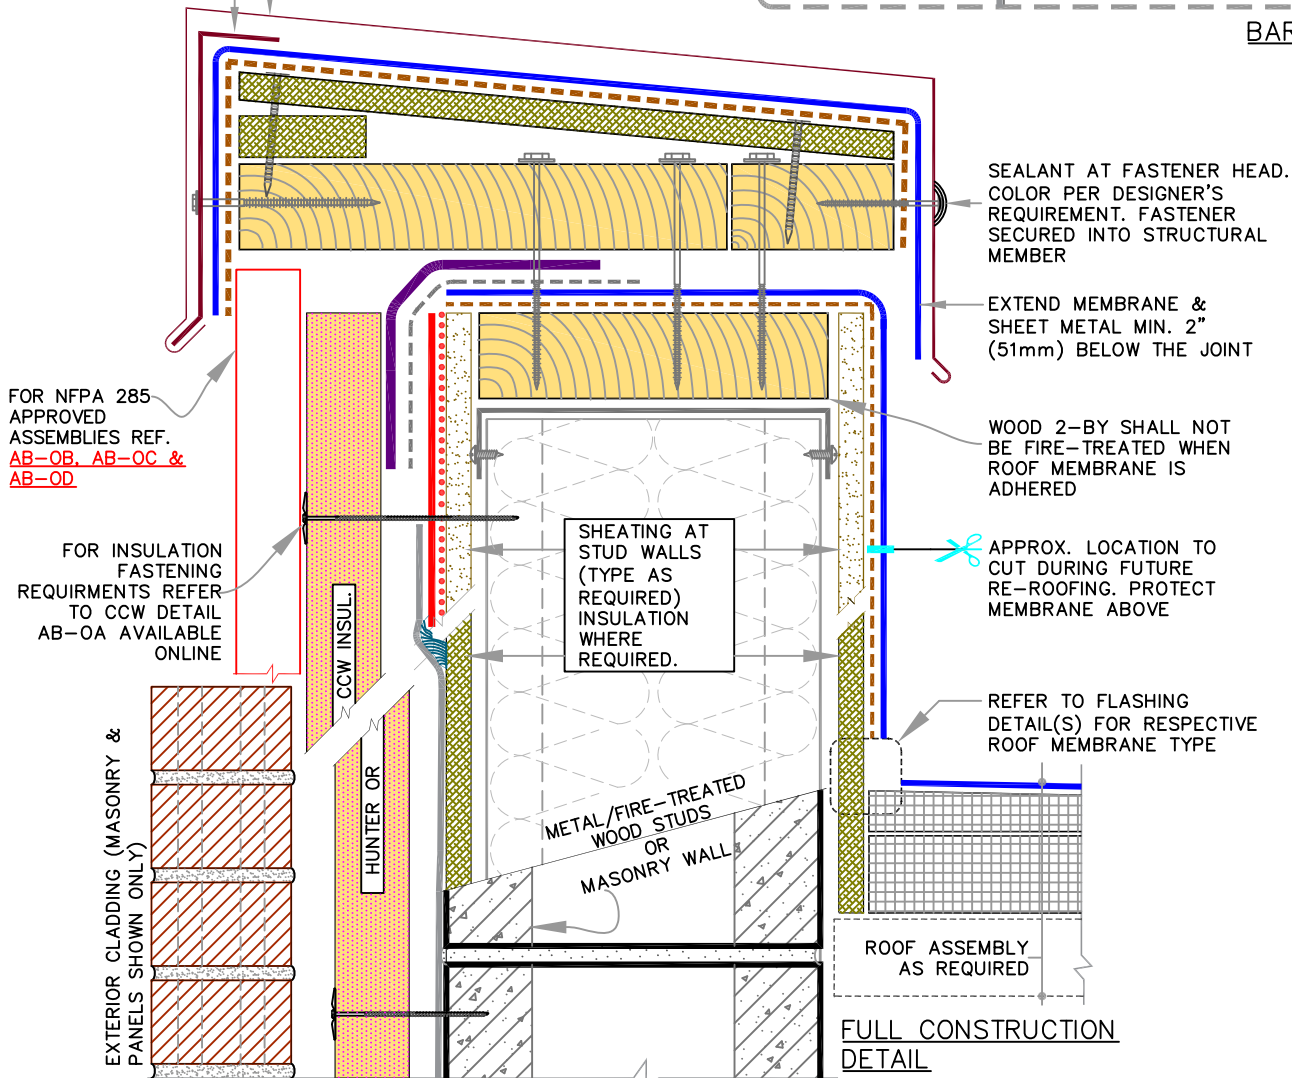 BAR
SEALANT AT FASTENER HEAD.
COLOR PER DESIGNER'S
REQUIREMENT. FASTENER
SECURED INTO STRUCTURAL
MEMBER
EXTEND MEMBRANE &
SHEET METAL MIN. 2"
(51mm) BELOW THE JOINT
FOR NFPA 285
APPROVED
ASSEMBLIES REF.
AB-0B, AB-0C &
AB-0D
WOOD 2-BY SHALL NOT
BE FIRE-TREATED WHEN
ROOF MEMBRANE IS
ADHERED
SHEATING AT
STUD WALLS
(TYPE AS
REQUIRED)
INSULATION
WHERE
REQUIRED.
FOR INSULATION
FASTENING
REQUIRMENTS REFER
TO CCW DETAIL
AB-0A AVAILABLE
ONLINE
APPROX. LOCATION TO
CUT DURING FUTURE
RE-ROOFING. PROTECT
MEMBRANE ABOVE
HUNTER OR
CCW INSUL.
REFER TO FLASHING
DETAIL(S) FOR RESPECTIVE
ROOF MEMBRANE TYPE
EXTERIOR CLADDING (MASONRY &
PANELS SHOWN ONLY)
METAL/FIRE-TREATED
WOOD STUDS
OR
MASONRY WALL
ROOF ASSEMBLY
AS REQUIRED
FULL CONSTRUCTION
DETAIL